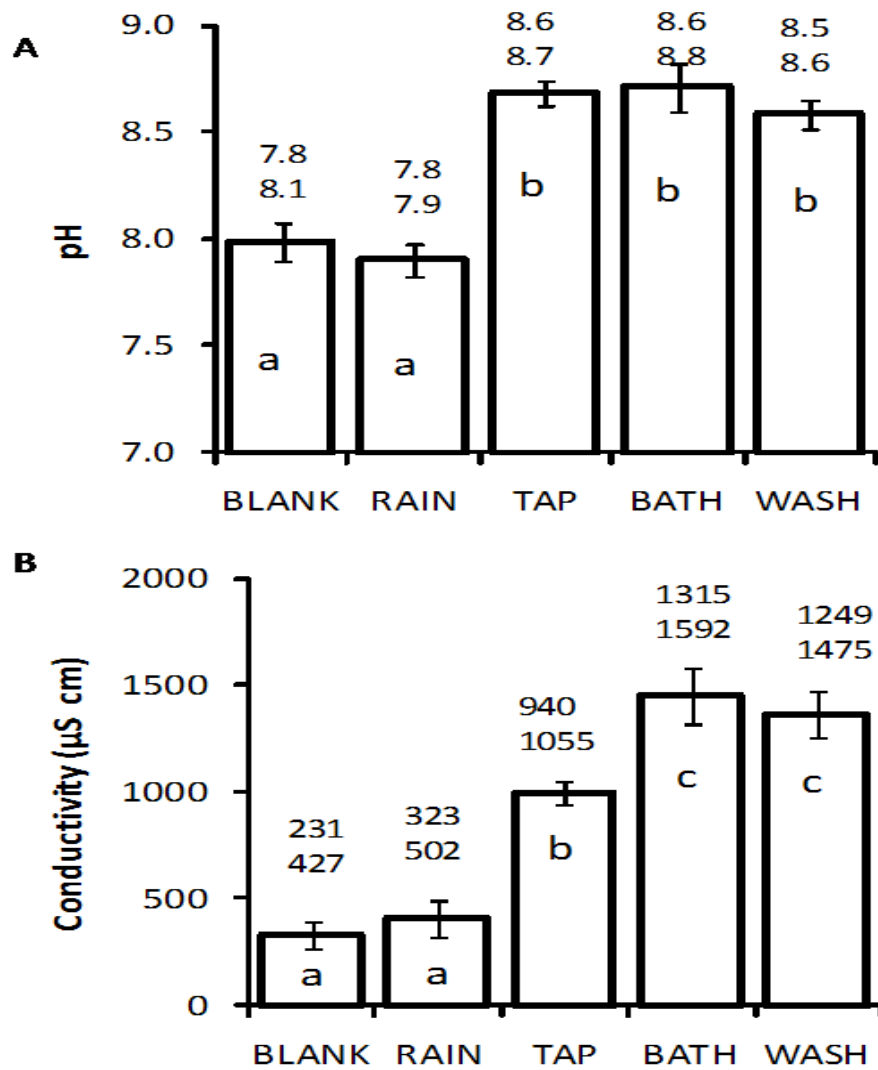 A
pH
9.0
8.5
8.0
7.5
7.0
7.8
8.1
7.8
7.9
8.6
8.7
8.6
8.8
8.5
8.6
a
a
b
b
b
BLANK RAIN TAP BATH WASH
B
Conductivity (µS cm)
2000
1500
1000
500
0
231
427
323
502
940
1055
1315
1592
1249
1475
a
a
b
c
c
BLANK RAIN TAP BATH WASH